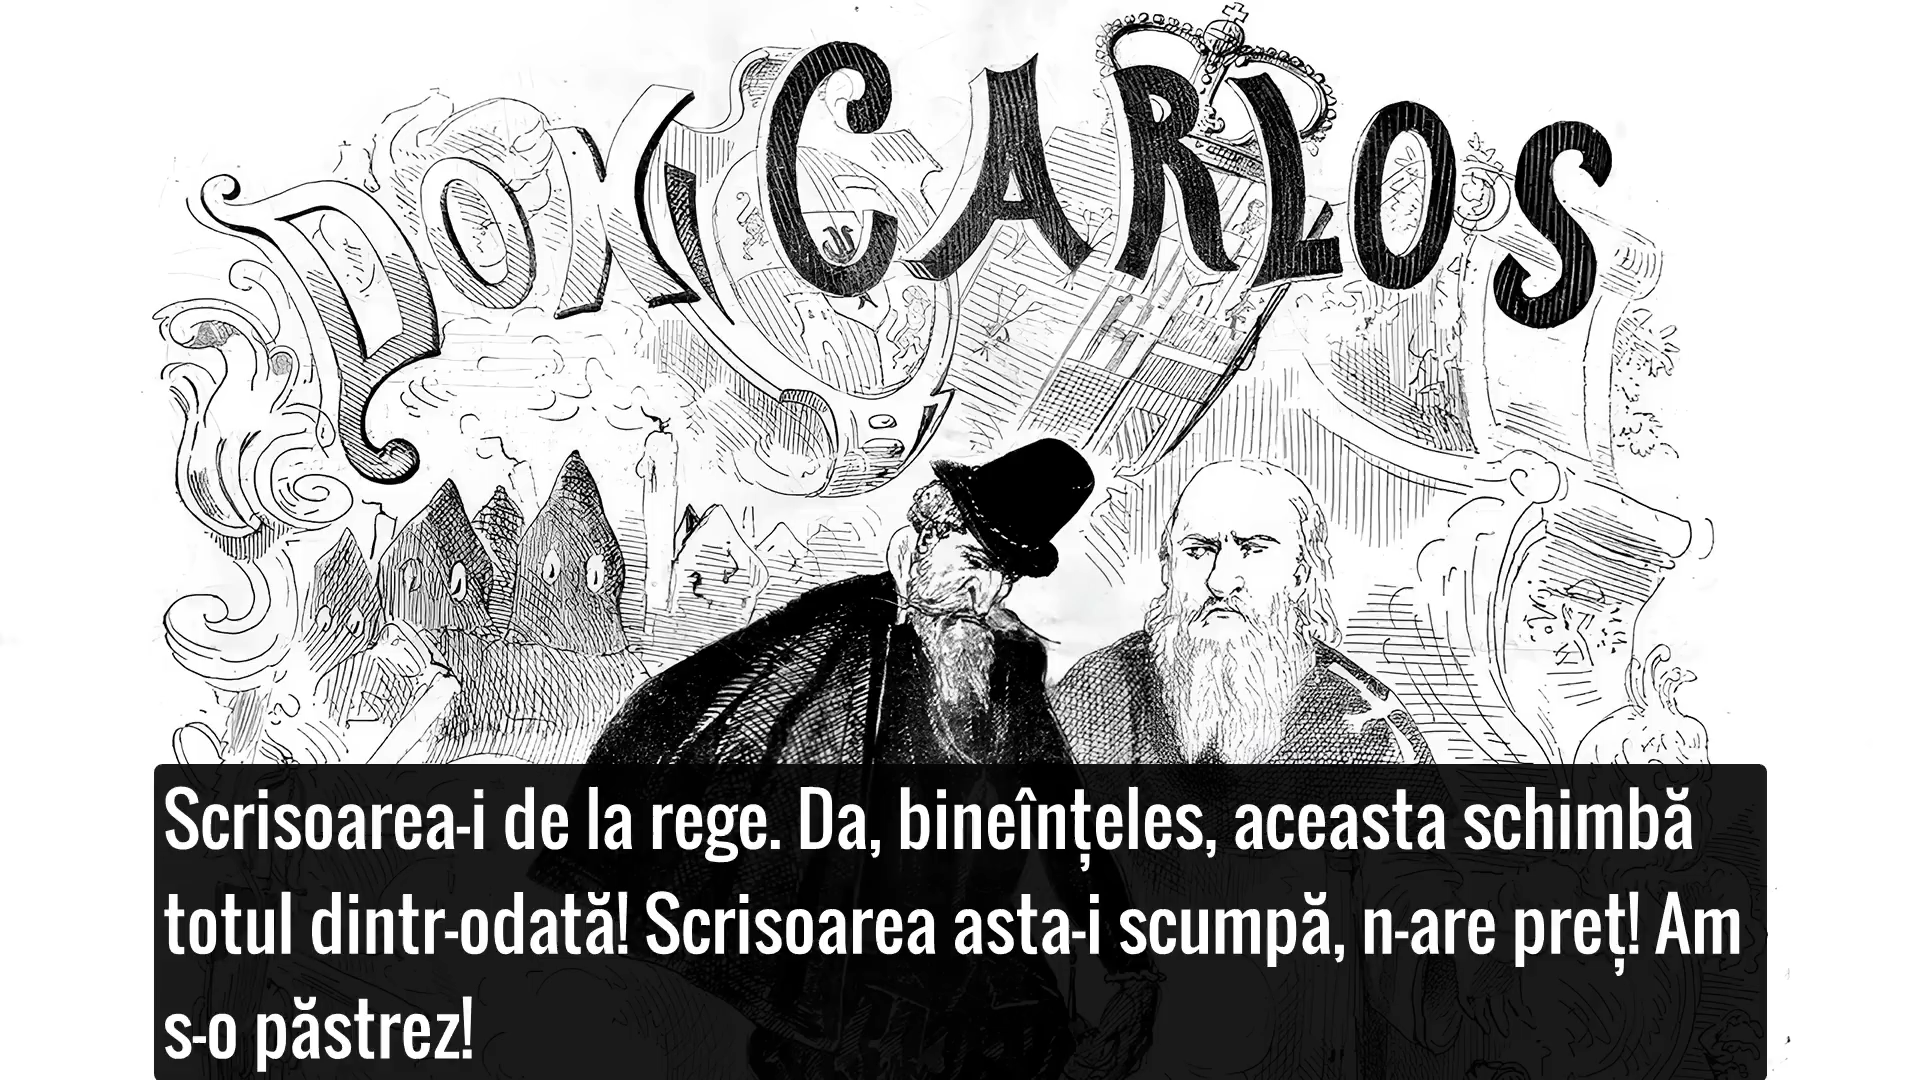 DON CARLOS
Scrisoarea-i de la rege. Da, bineînțeles, aceasta schimbă
totul dintr-odată! Scrisoarea asta-i scumpă, n-are preț! Am
s-o păstrez!